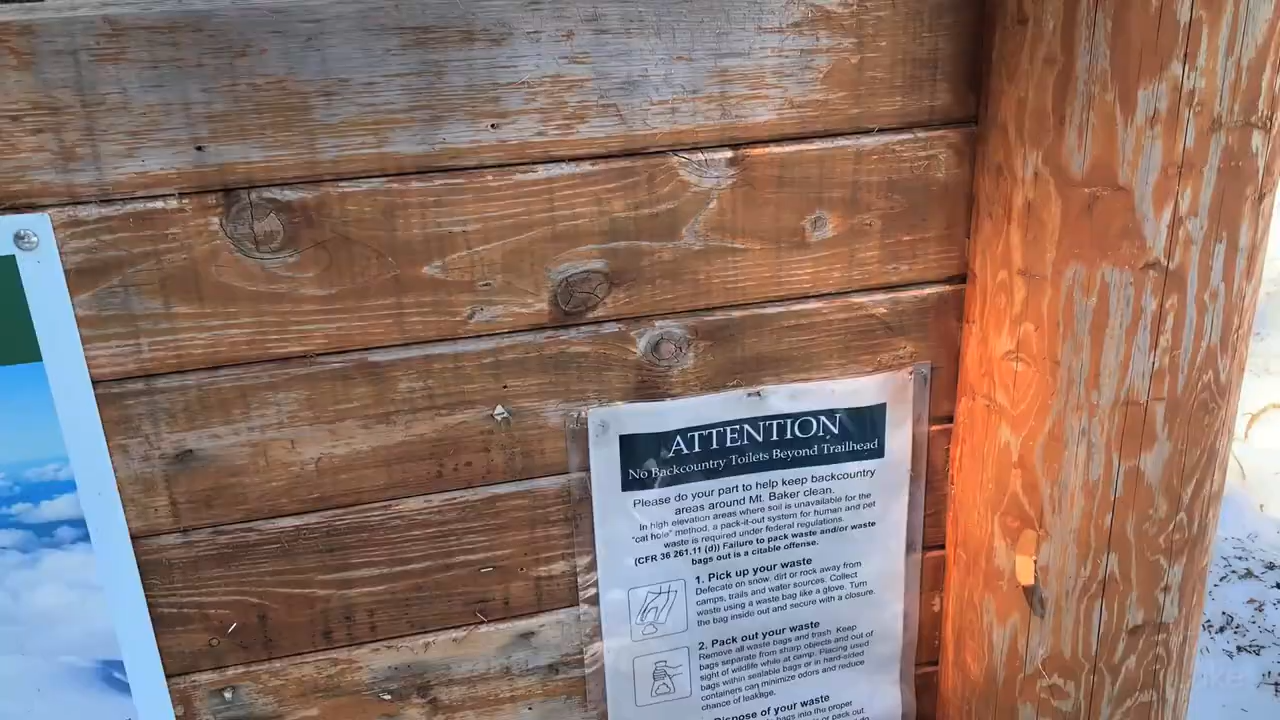 ATTENTION
No Backcountry Toilets Beyond Trailhead
Please do your part to help keep backcountry
areas around Mt. Baker clean.
In high elevation areas where soil is unavailable for the
"cat hole" method, a pack-it-out system for human and pet
waste is required under federal regulations.
(CFR 36 261.11 (d)) Failure to pack waste and/or waste
bags out is a citable offense.
1. Pick up your waste
Defecate on snow, dirt or rock away from
camps, trails and water sources. Collect
waste using a waste bag like a glove. Turn
the bag inside out and secure with a closure.
2. Pack out your waste
Remove all waste bags and trash. Keep
bags separate from sharp objects and out of
sight of wildlife while at camp. Placing used
bags within sealable bags or in hard-sided
containers can minimize odors and reduce
chance of leakage.
Dispose of your waste
bags into the proper
or pack out.